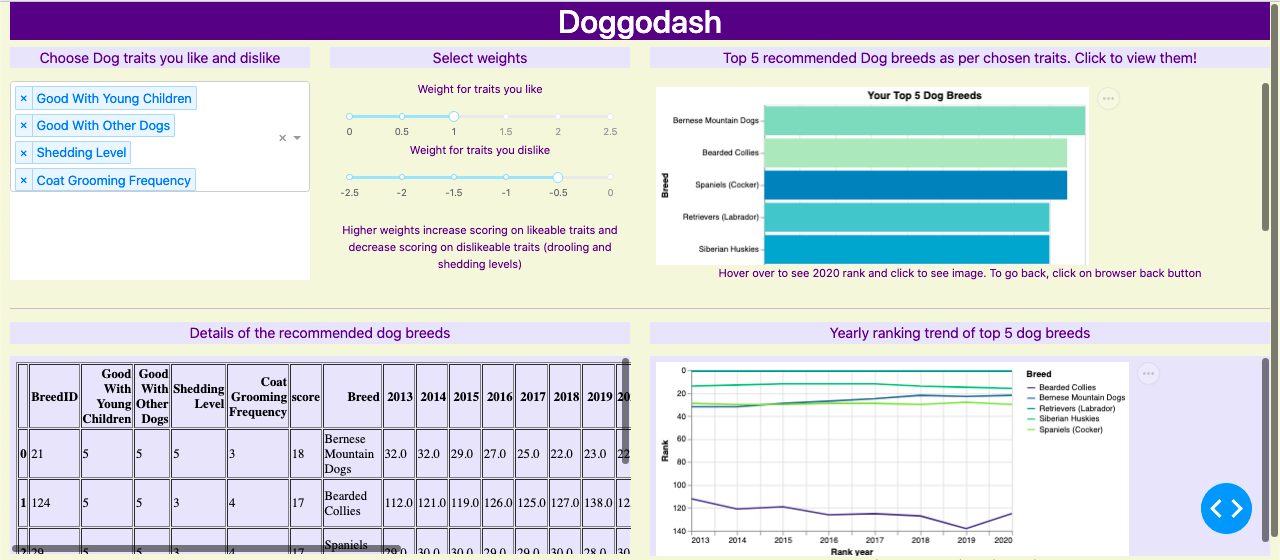 Doggodash
Choose Dog traits you like and dislike
× Good With Young Children
× Good With Other Dogs
× Shedding Level
× Coat Grooming Frequency
×
Select weights
Weight for traits you like
0 0.5 1 1.5 2 2.5
Weight for traits you dislike
-2.5 -2 -1.5 -1 -0.5 0
Higher weights increase scoring on likeable traits and
decrease scoring on dislikeable traits (drooling and
shedding levels)
Top 5 recommended Dog breeds as per chosen traits. Click to view them!
Your Top 5 Dog Breeds
Breed
Bernese Mountain Dogs
Bearded Collies
Spaniels (Cocker)
Retrievers (Labrador)
Siberian Huskies
Hover over to see 2020 rank and click to see image. To go back, click on browser back button
Details of the recommended dog breeds
BreedID Good With Young Children Good With Other Dogs Shedding Level Coat Grooming Frequency score Breed 2013 2014 2015 2016 2017 2018 2019
0 21 5 5 5 3 18 Bernese Mountain Dogs 32.0 32.0 29.0 27.0 25.0 22.0 23.0 22
1 124 5 5 3 4 17 Bearded Collies 112.0 121.0 119.0 126.0 125.0 127.0 138.0 12
2 29 5 5 3 4 17 Spaniels 29.0 30.0 30.0 29.0 29.0 30.0 28.0 30
Yearly ranking trend of top 5 dog breeds
Rank
0
20
40
60
80
100
120
140
2013 2014 2015 2016 2017 2018 2019 2020
Rank year
Breed
Bearded Collies
Bernese Mountain Dogs
Retrievers (Labrador)
Siberian Huskies
Spaniels (Cocker)